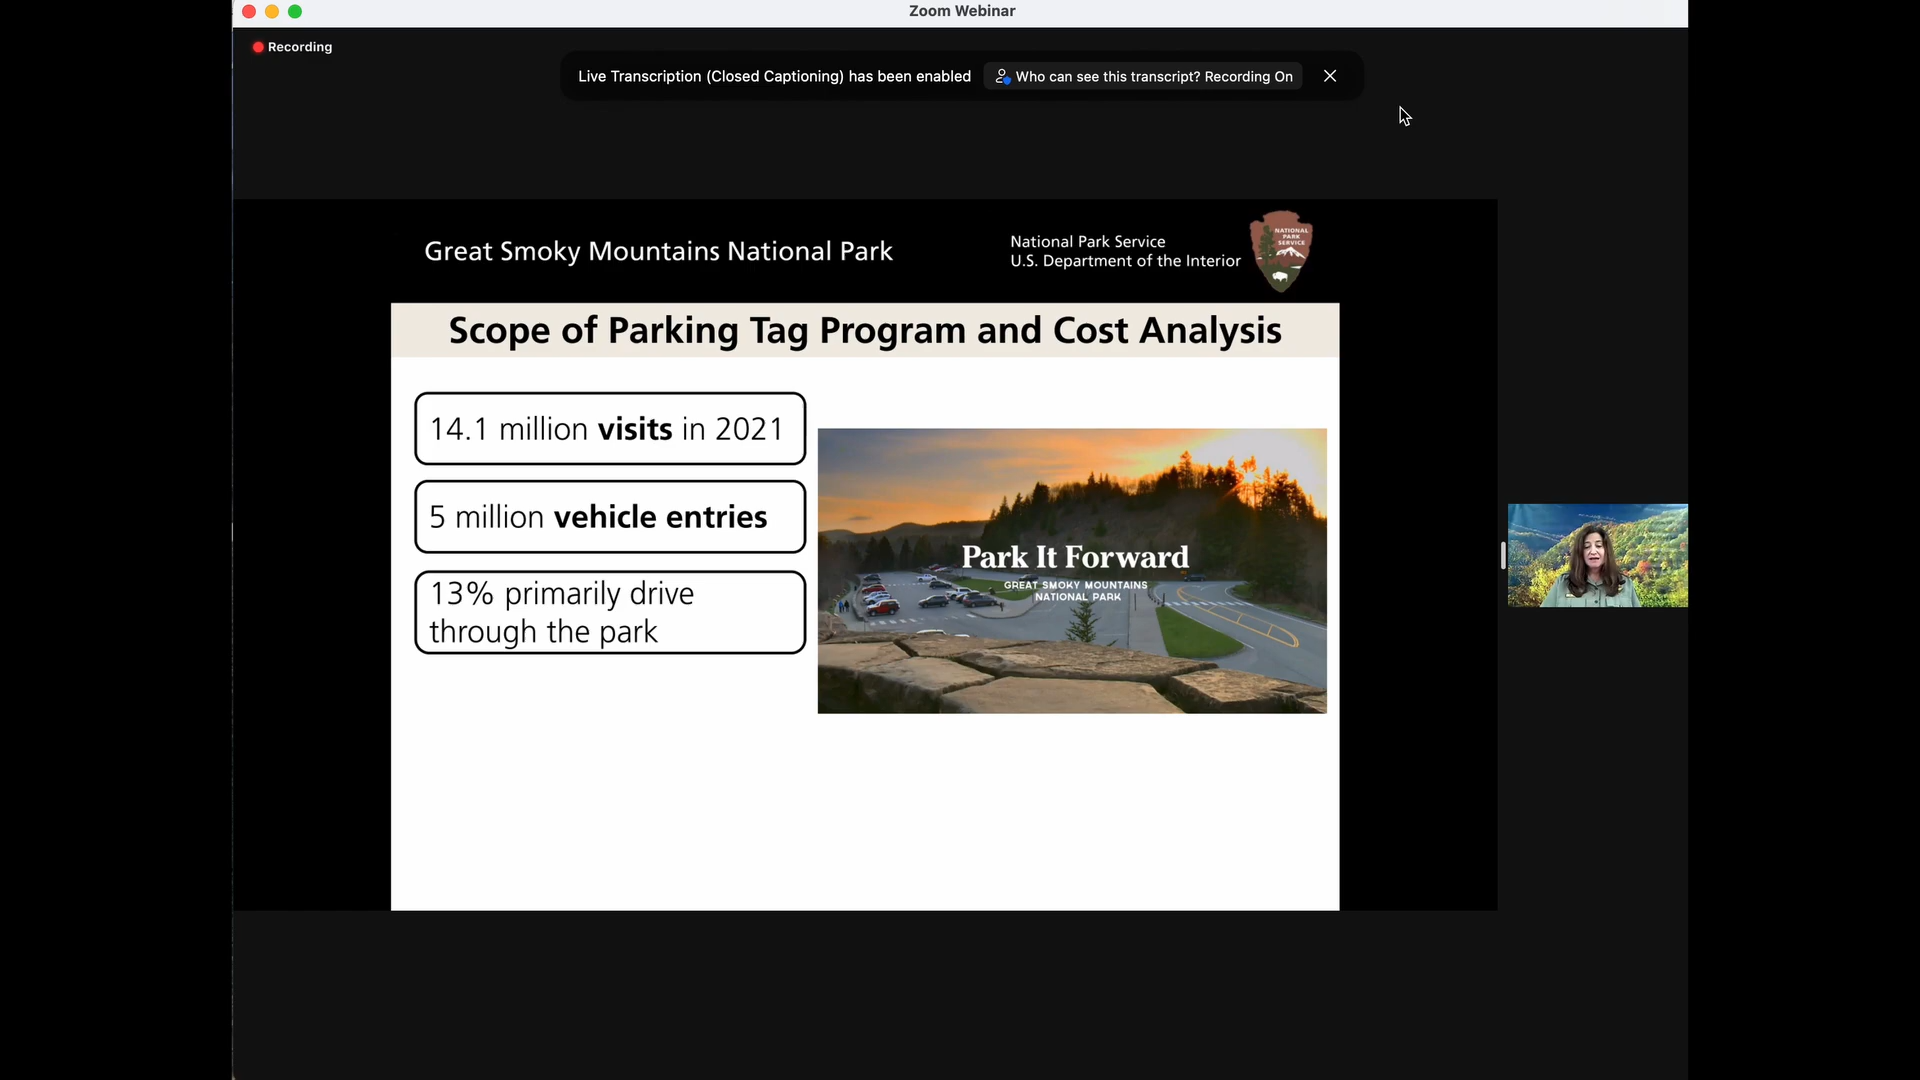 Zoom Webinar
Recording
Live Transcription (Closed Captioning) has been enabled
Who can see this transcript? Recording On
Great Smoky Mountains National Park
National Park Service
U.S. Department of the Interior
NATIONAL
PARK
SERVICE
Scope of Parking Tag Program and Cost Analysis
14.1 million visits in 2021
5 million vehicle entries
13% primarily drive
through the park
Park It Forward
GREAT SMOKY MOUNTAINS
NATIONAL PARK